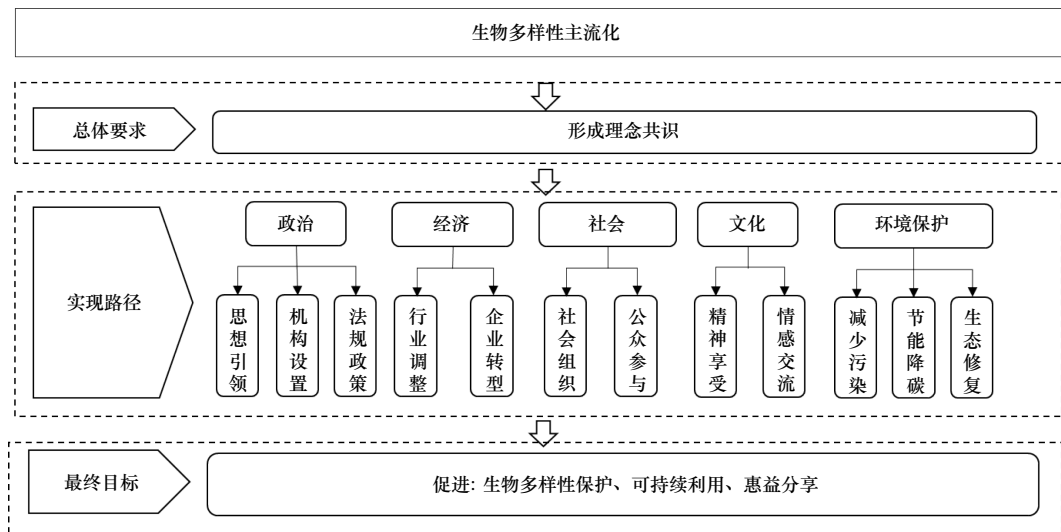 生物多样性主流化
总体要求
形成理念共识
实现路径
政治
经济
社会
文化
环境保护
思想引领
机构设置
法规政策
行业调整
企业转型
社会组织
公众参与
精神享受
情感交流
减少污染
节能降碳
生态修复
最终目标
促进: 生物多样性保护、可持续利用、惠益分享